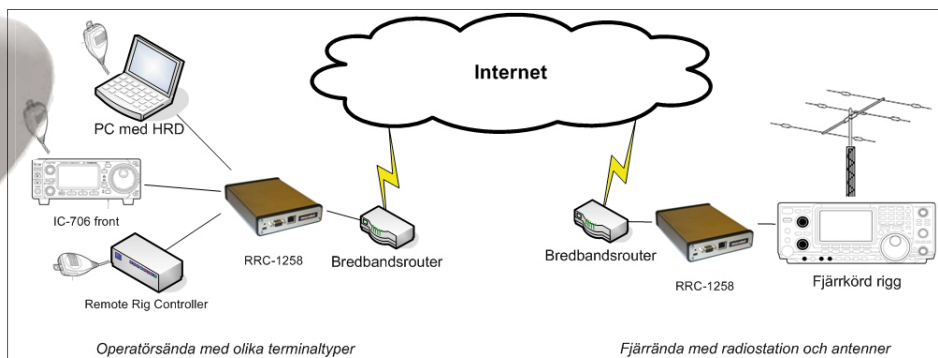 Internet
PC med HRD
IC-706 front
RRC-1258
Bredbandsrouter
Remote Rig Controller
Bredbandsrouter
RRC-1258
Fjärrkörd rigg
Operatörsända med olika terminaltyper
Fjärrända med radiostation och antenner